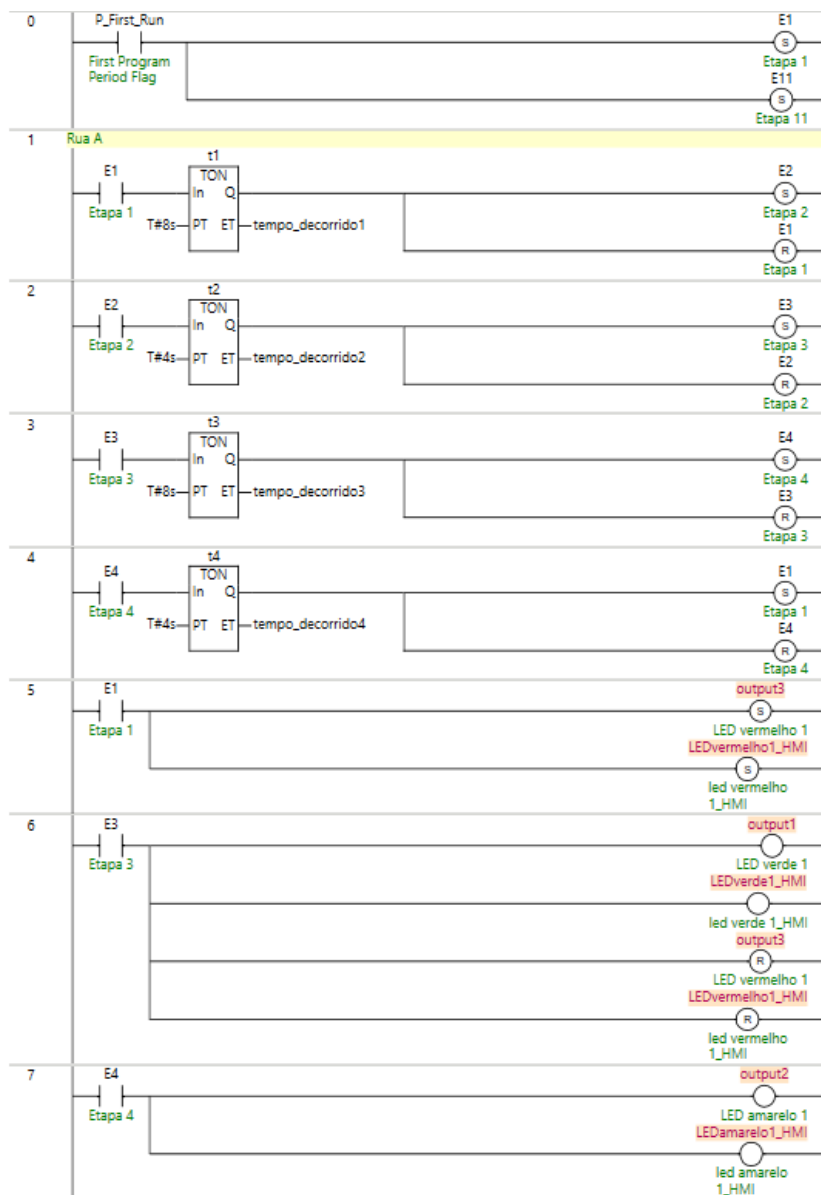 0
P_First_Run
First Program
Period Flag
E1
S
Etapa 1
E11
S
Etapa 11
1
Rua A
E1
Etapa 1
t1
TON
In Q
T#8s PT ET tempo_decorrido1
E2
S
Etapa 2
E1
R
Etapa 1
2
E2
Etapa 2
t2
TON
In Q
T#4s PT ET tempo_decorrido2
E3
S
Etapa 3
E2
R
Etapa 2
3
E3
Etapa 3
t3
TON
In Q
T#8s PT ET tempo_decorrido3
E4
S
Etapa 4
E3
R
Etapa 3
4
E4
Etapa 4
t4
TON
In Q
T#4s PT ET tempo_decorrido4
E1
S
Etapa 1
E4
R
Etapa 4
5
E1
Etapa 1
output3
S
LED vermelho 1
LEDvermelho1_HMI
S
led vermelho
1_HMI
6
E3
Etapa 3
output1
LED verde 1
LEDverde1_HMI
led verde 1_HMI
output3
R
LED vermelho 1
LEDvermelho1_HMI
R
led vermelho
1_HMI
7
E4
Etapa 4
output2
LED amarelo 1
LEDamarelo1_HMI
led amarelo
1_HMI